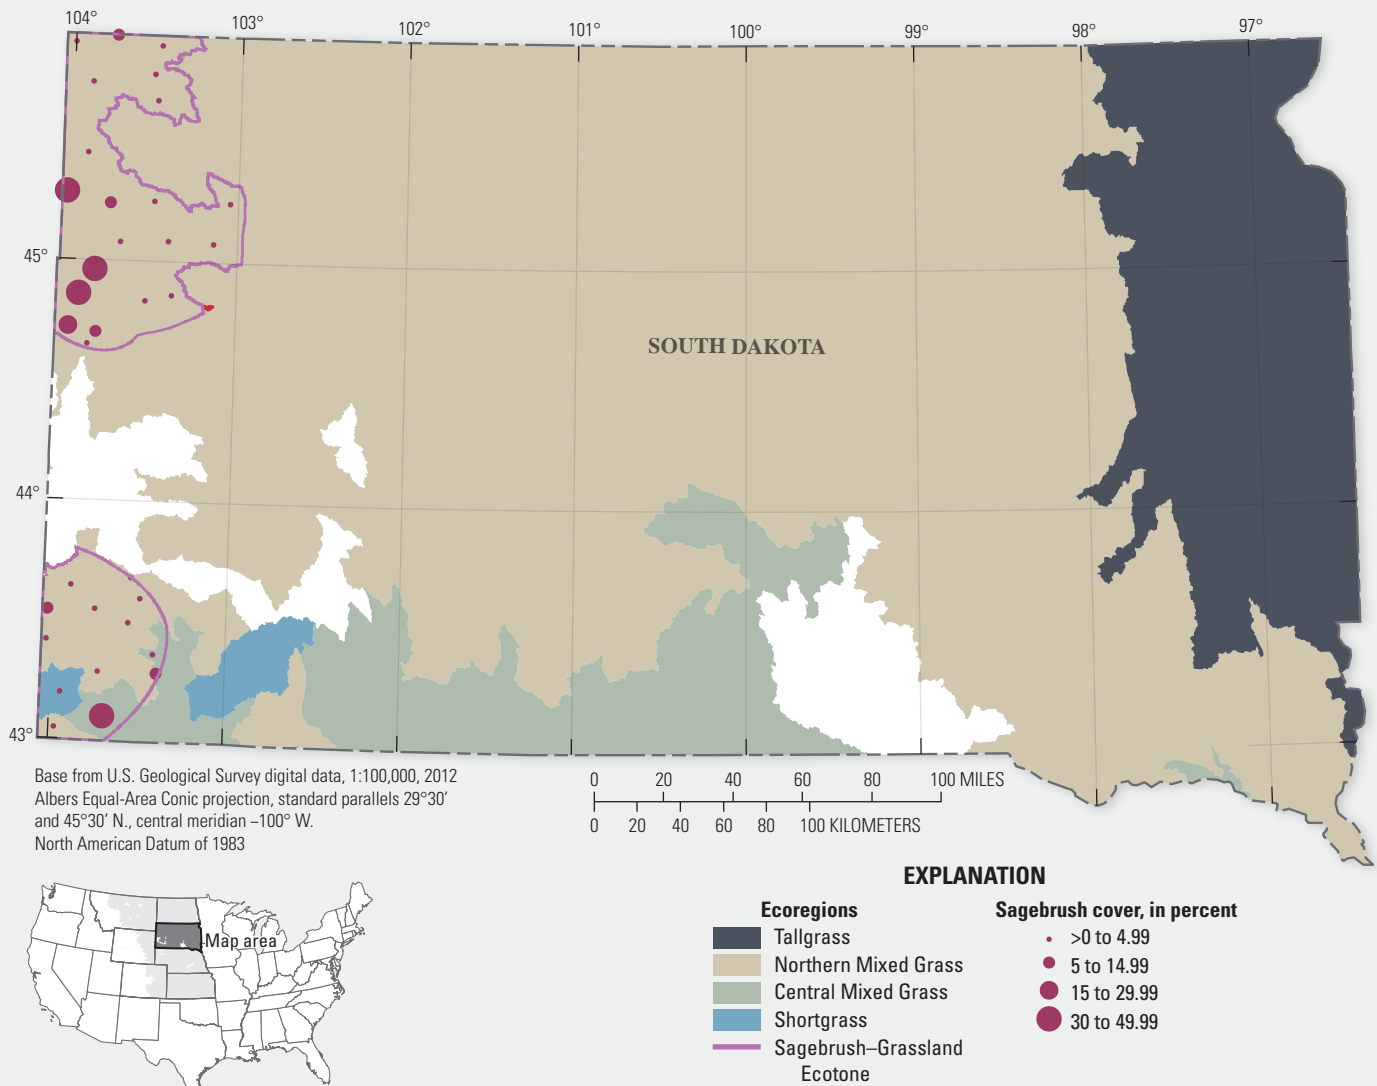 104°
103°
102°
101°
100°
99°
98°
97°
45°
SOUTH DAKOTA
44°
43°
Base from U.S. Geological Survey digital data, 1:100,000, 2012
Albers Equal-Area Conic projection, standard parallels 29°30′
and 45°30′ N., central meridian –100° W.
North American Datum of 1983
0 20 40 60 80 100 MILES
0 20 40 60 80 100 KILOMETERS
Map area
EXPLANATION
Ecoregions
Tallgrass
Northern Mixed Grass
Central Mixed Grass
Shortgrass
Sagebrush–Grassland
Ecotone
Sagebrush cover, in percent
>0 to 4.99
5 to 14.99
15 to 29.99
30 to 49.99